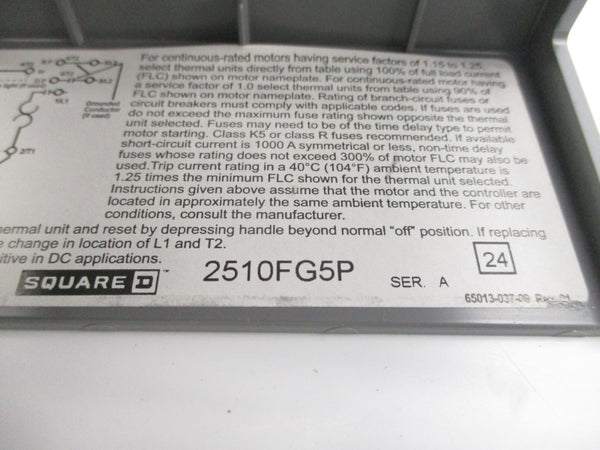 For continuous-rated motors having service factors of 1.15 to 1.25,
select thermal units directly from table using 100% of full load current
(FLC) shown on motor nameplate. For continuous-rated motors having
a service factor of 1.0 select thermal units from table using 90% of
FLC shown on motor nameplate. Rating of branch-circuit fuses or
circuit breakers must comply with applicable codes. If fuses are used
do not exceed the maximum fuse rating shown opposite the thermal
unit selected. Fuses may need to be of the time delay type to permit
motor starting. Class K5 or class R fuses recommended. If available
short-circuit current is 1000 A symmetrical or less, non-time delay
fuses whose rating does not exceed 300% of motor FLC may also be
used. Trip current rating in a 40°C (104°F) ambient temperature is
1.25 times the minimum FLC shown for the thermal unit selected.
Instructions given above assume that the motor and the controller are
located in approximately the same ambient temperature. For other
conditions, consult the manufacturer.
Grounded
Conductor
(If used)
2/T1
thermal unit and reset by depressing handle beyond normal "off" position. If replacing
change in location of L1 and T2.
in DC applications.
SQUARE D
2510FG5P
SER. A
24
65013-037-09